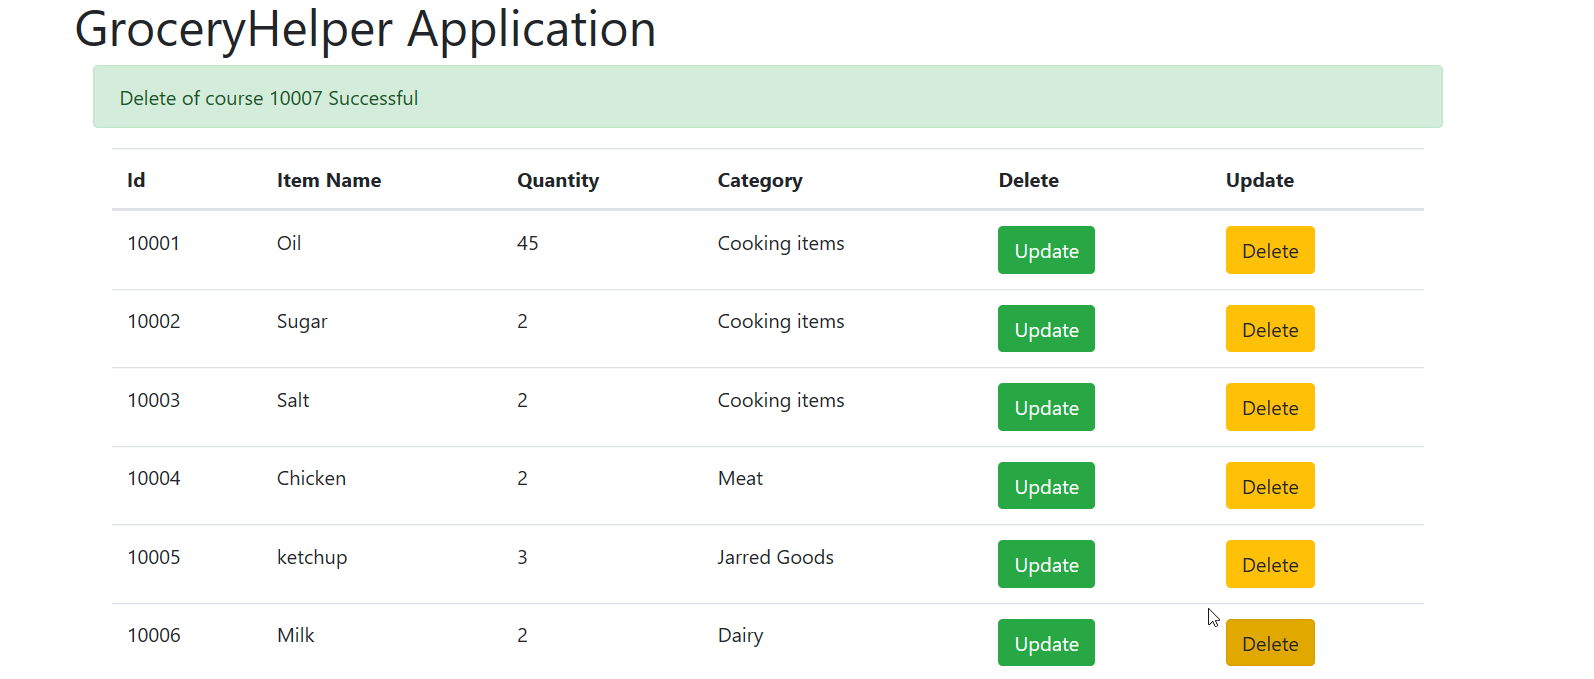 GroceryHelper Application
Delete of course 10007 Successful
Id Item Name Quantity Category Delete Update
10001 Oil 45 Cooking items Update Delete
10002 Sugar 2 Cooking items Update Delete
10003 Salt 2 Cooking items Update Delete
10004 Chicken 2 Meat Update Delete
10005 ketchup 3 Jarred Goods Update Delete
10006 Milk 2 Dairy Update Delete